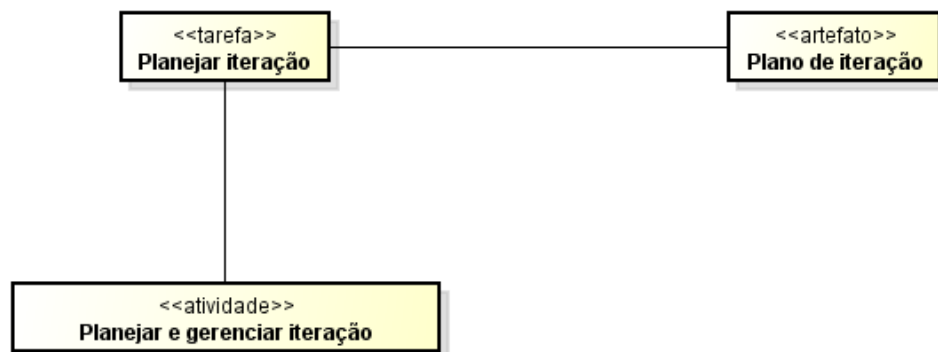 <<tarefa>>
Planejar iteração
<<artefato>>
Plano de iteração
<<atividade>>
Planejar e gerenciar iteração